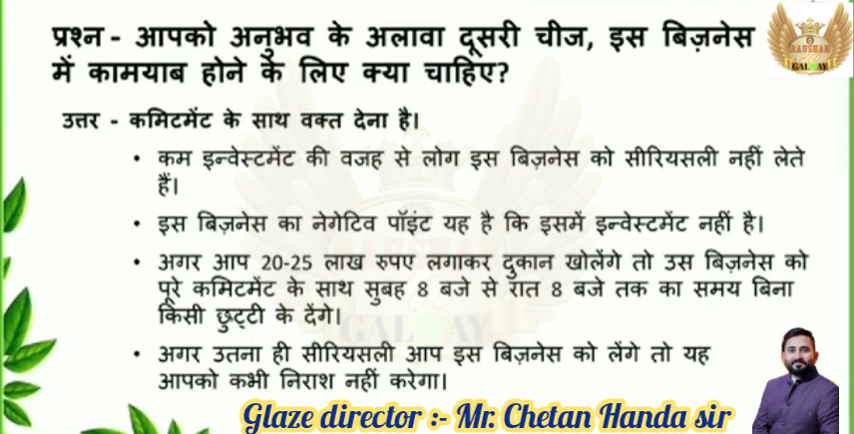 प्रश्न - आपको अनुभव के अलावा दूसरी चीज, इस बिज़नेस
में कामयाब होने के लिए क्या चाहिए?
उत्तर - कमिटमेंट के साथ वक्त देना है।
• कम इन्वेस्टमेंट की वजह से लोग इस बिज़नेस को सीरियसली नहीं लेते
हैं।
• इस बिज़नेस का नेगेटिव पॉइंट यह है कि इसमें इन्वेस्टमेंट नहीं है।
• अगर आप 20-25 लाख रुपए लगाकर दुकान खोलेंगे तो उस बिज़नेस को
पूरे कमिटमेंट के साथ सुबह 8 बजे से रात 8 बजे तक का समय बिना
किसी छुट्टी के देंगे।
• अगर उतना ही सीरियसली आप इस बिज़नेस को लेंगे तो यह
आपको कभी निराश नहीं करेगा।
Glaze director :- Mr. Chetan Handa sir